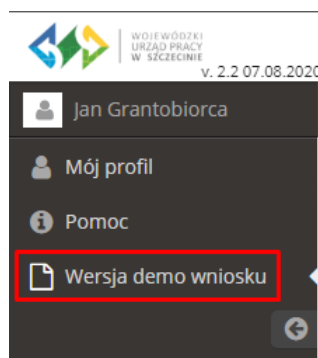 WOJEWÓDZKI
URZĄD PRACY
W SZCZECINIE
v. 2.2 07.08.2020
Jan Grantobiorca
Mój profil
Pomoc
Wersja demo wniosku